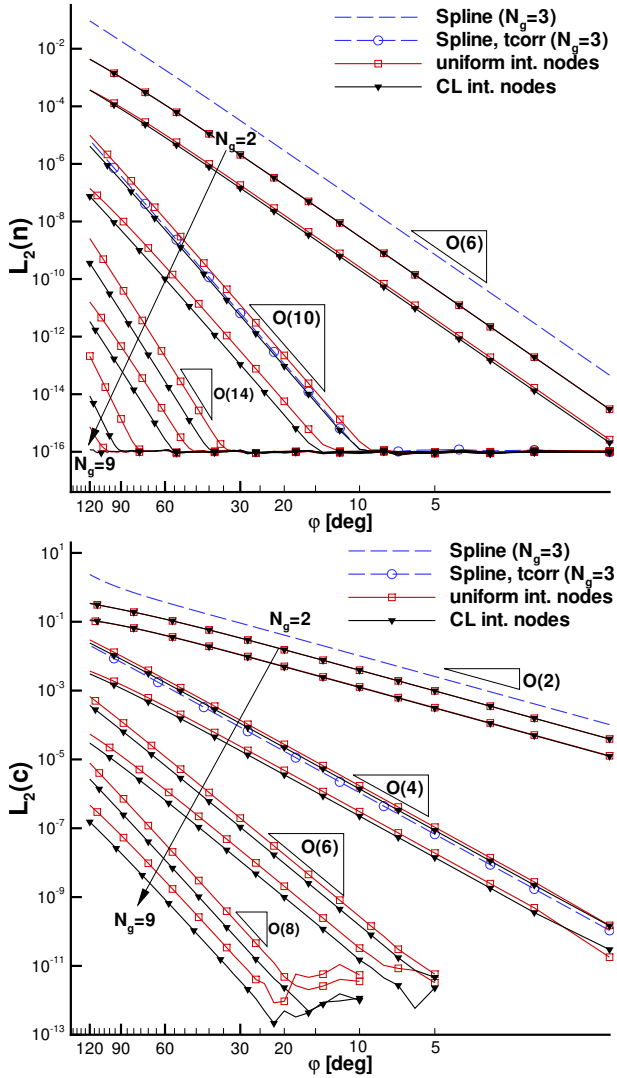 Spline (N_g=3)
Spline, tcorr (N_g=3)
uniform int. nodes
CL int. nodes
10^-2
10^-4
10^-6
10^-8
10^-10
10^-12
10^-14
10^-16
L_2(n)
N_g=2
O(6)
O(10)
O(14)
N_g=9
120 90 60 30 20 10 5
φ [deg]
Spline (N_g=3)
Spline, tcorr (N_g=3
uniform int. nodes
CL int. nodes
10^1
10^-1
10^-3
10^-5
10^-7
10^-9
10^-11
10^-13
L_2(c)
N_g=2
O(2)
O(4)
O(6)
O(8)
N_g=9
120 90 60 30 20 10 5
φ [deg]